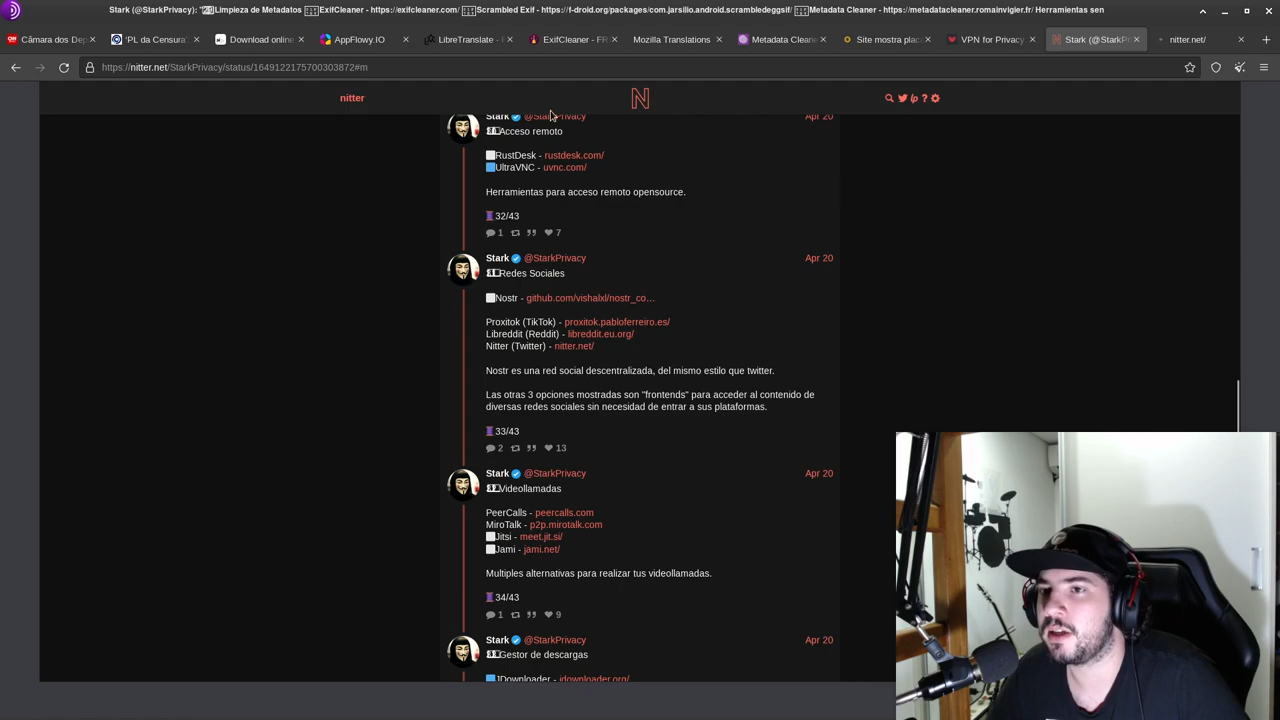 Stark (@StarkPrivacy): "Limpieza de Metadatos ExifCleaner - https://exifcleaner.com/ Scrambled Exif - https://f-droid.org/packages/com.jarsilio.android.scrambledeggsif/ Metadata Cleaner - https://metadatacleaner.romainvigier.fr/ Herramientas sen
Câmara dos Dep
'PL da Censura'
Download online
AppFlowy.IO
LibreTranslate - F
ExifCleaner - FR
Mozilla Translations
Metadata Cleane
Site mostra plac
VPN for Privacy
Stark (@StarkPri
nitter.net/
https://nitter.net/StarkPrivacy/status/1649122175700303872#m
nitter
Stark @StarkPrivacy Apr 20
Acceso remoto
RustDesk - rustdesk.com/
UltraVNC - uvnc.com/
Herramientas para acceso remoto opensource.
32/43
1 7
Stark @StarkPrivacy Apr 20
Redes Sociales
Nostr - github.com/vishalxl/nostr_co…
Proxitok (TikTok) - proxitok.pabloferreiro.es/
Libreddit (Reddit) - libreddit.eu.org/
Nitter (Twitter) - nitter.net/
Nostr es una red social descentralizada, del mismo estilo que twitter.
Las otras 3 opciones mostradas son "frontends" para acceder al contenido de
diversas redes sociales sin necesidad de entrar a sus plataformas.
33/43
2 13
Stark @StarkPrivacy Apr 20
Videollamadas
PeerCalls - peercalls.com
MiroTalk - p2p.mirotalk.com
Jitsi - meet.jit.si/
Jami - jami.net/
Multiples alternativas para realizar tus videollamadas.
34/43
1 9
Stark @StarkPrivacy Apr 20
Gestor de descargas
JDownloader - jdownloader.org/